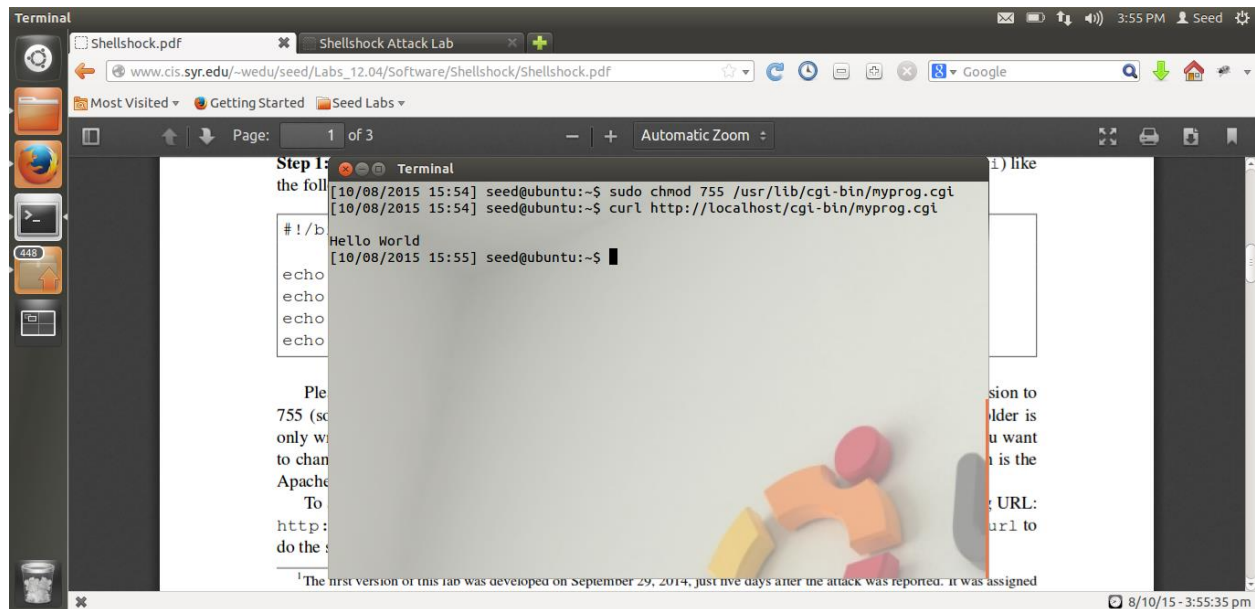 Terminal
3:55 PM Seed
Shellshock.pdf Shellshock Attack Lab
www.cis.syr.edu/~wedu/seed/Labs_12.04/Software/Shellshock/Shellshock.pdf Google
Most Visited Getting Started Seed Labs
Page: 1 of 3 Automatic Zoom
Step 1: i) like
the foll
#!/b
echo
echo
echo
echo
Terminal
[10/08/2015 15:54] seed@ubuntu:~$ sudo chmod 755 /usr/lib/cgi-bin/myprog.cgi
[10/08/2015 15:54] seed@ubuntu:~$ curl http://localhost/cgi-bin/myprog.cgi
Hello World
[10/08/2015 15:55] seed@ubuntu:~$
448
Ple sion to
755 (so lder is
only wr u want
to chan n is the
Apache
To g URL:
http: url to
do the s
1The first version of this lab was developed on September 29, 2014, just five days after the attack was reported. It was assigned
8/10/15 - 3:55:35 pm